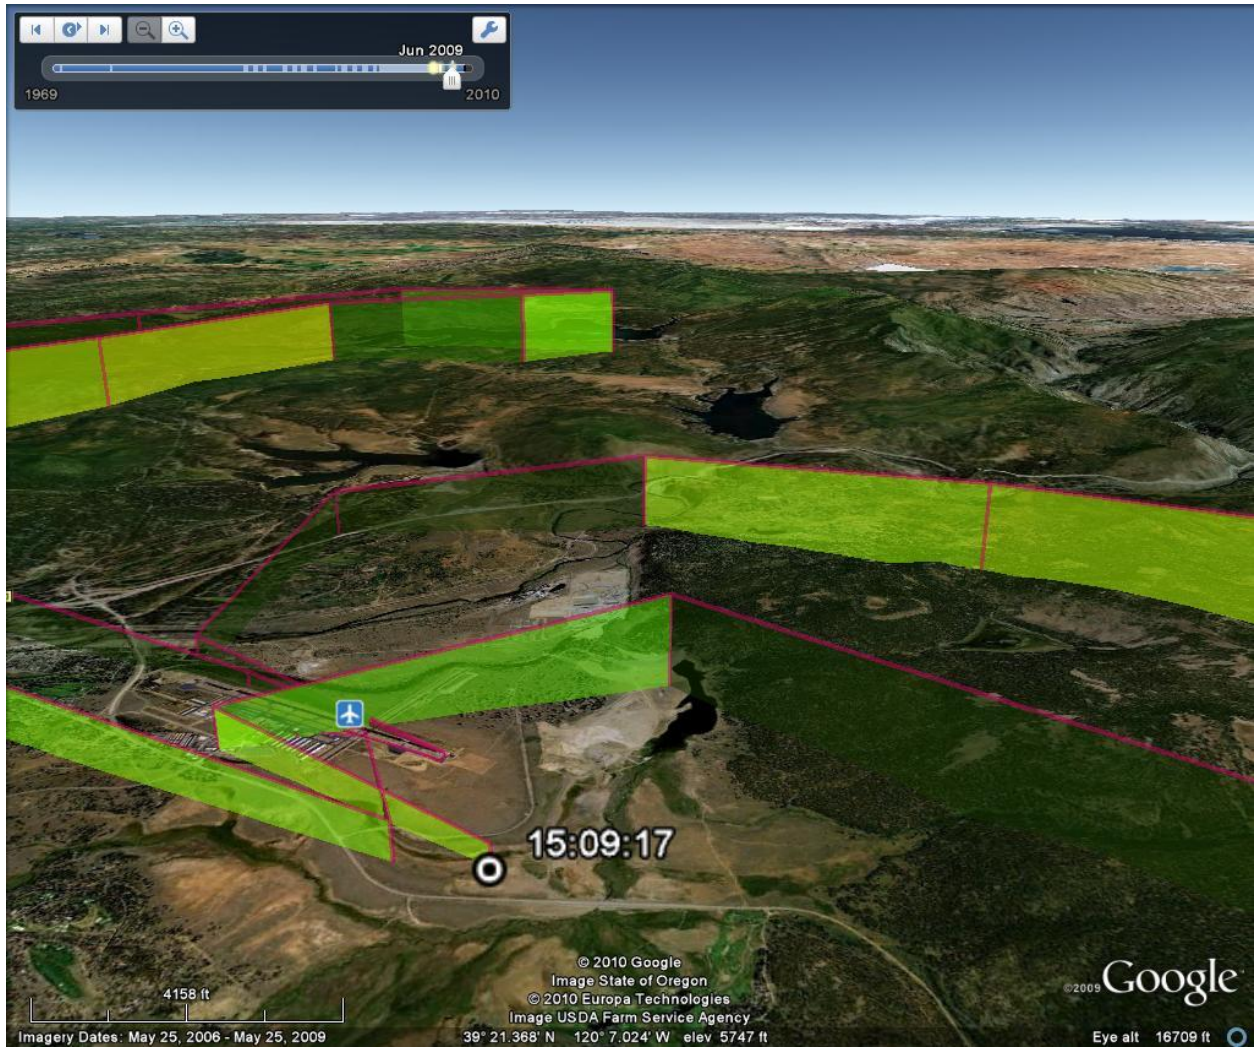 Jun 2009
1969
2010
15:09:17
© 2010 Google
Image State of Oregon
© 2010 Europa Technologies
Image USDA Farm Service Agency
©2009 Google
4158 ft
Imagery Dates: May 25, 2006 - May 25, 2009
39° 21.368' N 120° 7.024' W elev 5747 ft
Eye alt 16709 ft